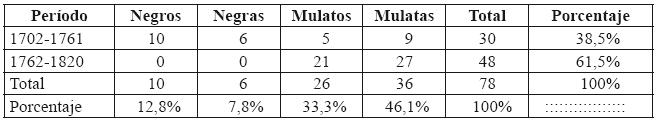 Período Negros Negras Mulatos Mulatas Total Porcentaje
1702-1761 10 6 5 9 30 38,5%
1762-1820 0 0 21 27 48 61,5%
Total 10 6 26 36 78 100%
Porcentaje 12,8% 7,8% 33,3% 46,1% 100% ::::::::::::::::